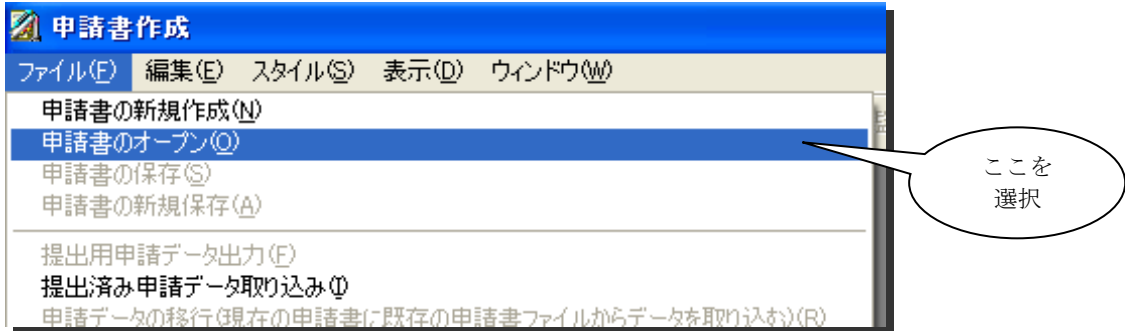 申請書作成
ファイル(F) 編集(E) スタイル(S) 表示(D) ウィンドウ(W)
申請書の新規作成(N)
申請書のオープン(O)
ここを
選択
申請書の保存(S)
申請書の新規保存(A)
提出用申請データ出力(F)
提出済み申請データ取り込み(I)
申請データの移行(現在の申請書に既存の申請書ファイルからデータを取り込む)(R)